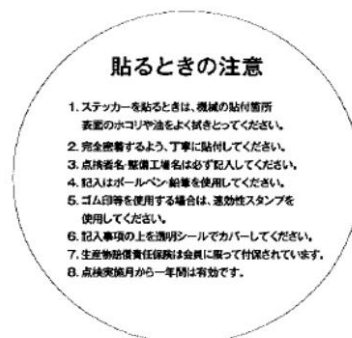 貼るときの注意
1. ステッカーを貼るときは、機械の貼付箇所
表面のホコリや油をよく拭きとってください。
2. 完全密着するよう、丁寧に貼付してください。
3. 点検者名・整備工場名は必ず記入してください。
4. 記入はボールペン・鉛筆を使用してください。
5. ゴム印等を使用する場合は、速効性スタンプを
使用してください。
6. 記入事項の上を透明シールでカバーしてください。
7. 生産物賠償責任保険は会員に限って付保されています。
8. 点検実施月から一年間は有効です。